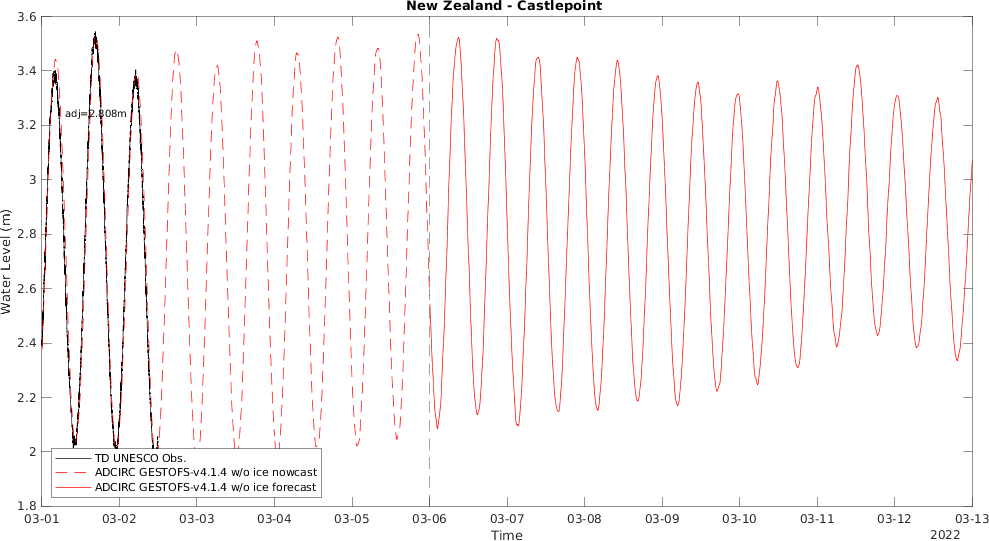 New Zealand - Castlepoint
3.6
3.4
3.2
3
2.8
2.6
2.4
2.2
2
1.8
Water Level (m)
adj=2.808m
TD UNESCO Obs.
ADCIRC GESTOFS-v4.1.4 w/o ice nowcast
ADCIRC GESTOFS-v4.1.4 w/o ice forecast
03-01 03-02 03-03 03-04 03-05 03-06 03-07 03-08 03-09 03-10 03-11 03-12 03-13
Time
2022